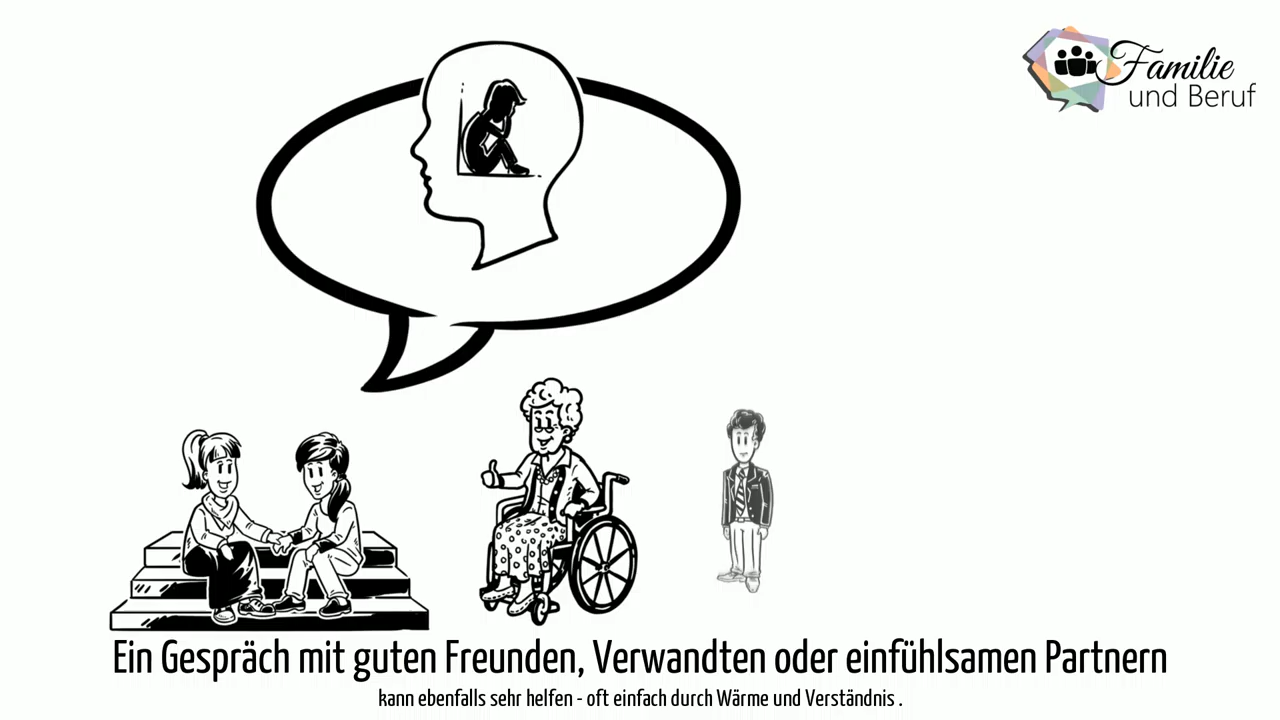 Familie
und Beruf
Ein Gespräch mit guten Freunden, Verwandten oder einfühlsamen Partnern
kann ebenfalls sehr helfen - oft einfach durch Wärme und Verständnis .